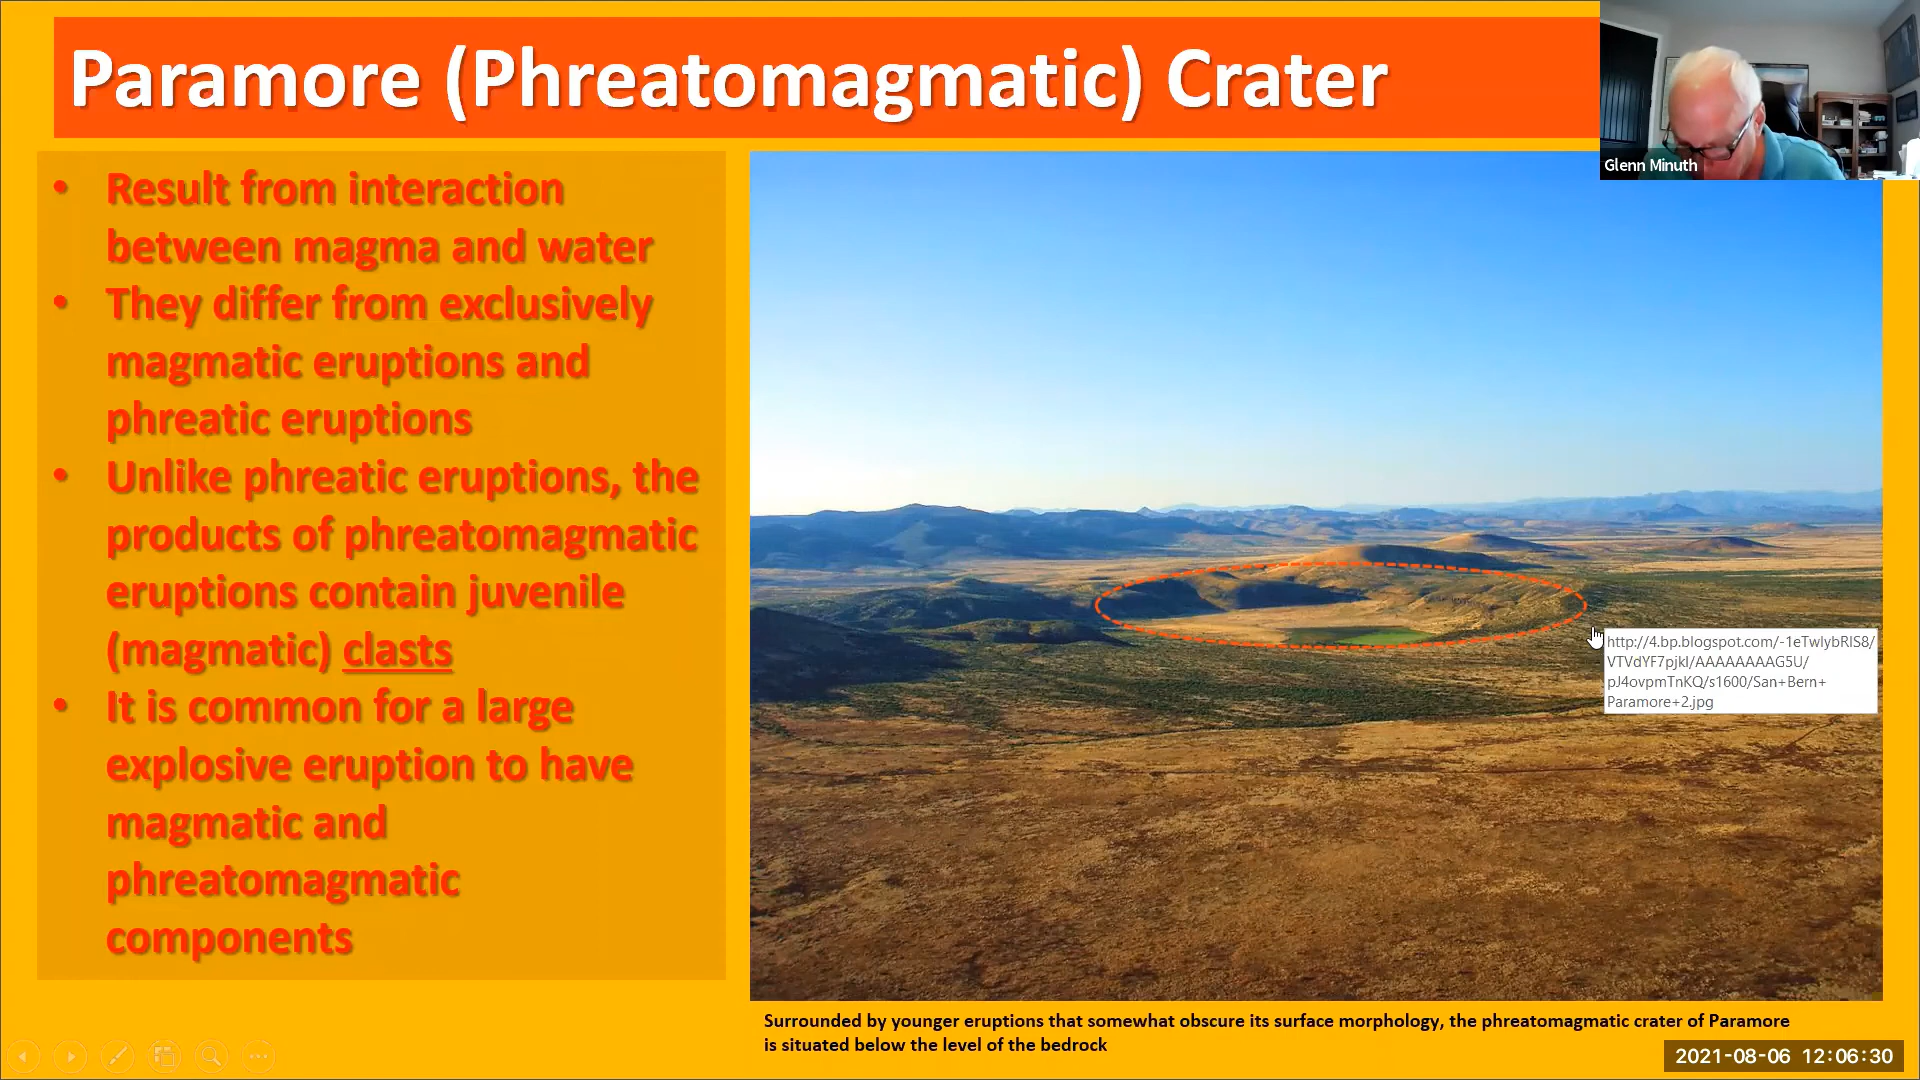 Paramore (Phreatomagmatic) Crater
Glenn Minuth
• Result from interaction
between magma and water
• They differ from exclusively
magmatic eruptions and
phreatic eruptions
• Unlike phreatic eruptions, the
products of phreatomagmatic
eruptions contain juvenile
(magmatic) clasts
• It is common for a large
explosive eruption to have
magmatic and
phreatomagmatic
components
http://4.bp.blogspot.com/-1eTwlybRlS8/
VTVdYF7pjkI/AAAAAAAAG5U/
pJ4ovpmTnKQ/s1600/San+Bern+
Paramore+2.jpg
Surrounded by younger eruptions that somewhat obscure its surface morphology, the phreatomagmatic crater of Paramore
is situated below the level of the bedrock
2021-08-06 12:06:30